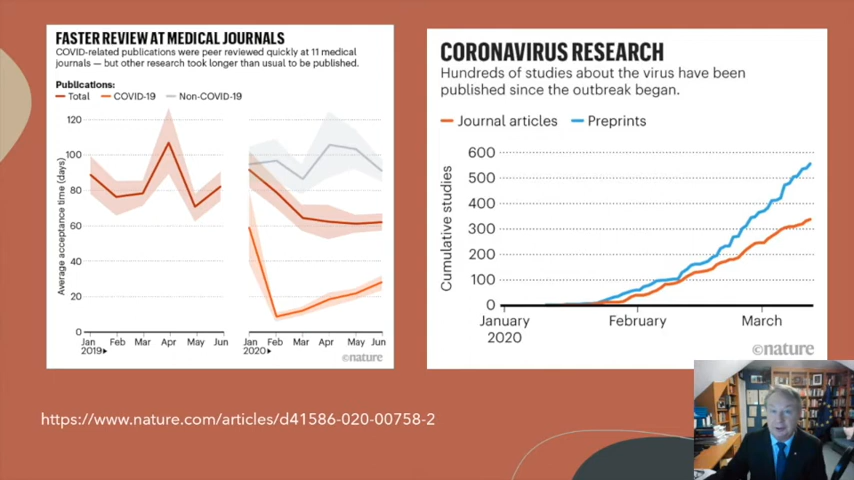 FASTER REVIEW AT MEDICAL JOURNALS
COVID-related publications were peer reviewed quickly at 11 medical
journals — but other research took longer than usual to be published.
Publications:
Total COVID-19 Non-COVID-19
Average acceptance time (days)
120
100
80
60
40
20
0
Jan Feb Mar Apr May Jun
2019
Jan Feb Mar Apr May Jun
2020
©nature
CORONAVIRUS RESEARCH
Hundreds of studies about the virus have been
published since the outbreak began.
Journal articles Preprints
Cumulative studies
600
500
400
300
200
100
0
January February March
2020
©nature
https://www.nature.com/articles/d41586-020-00758-2